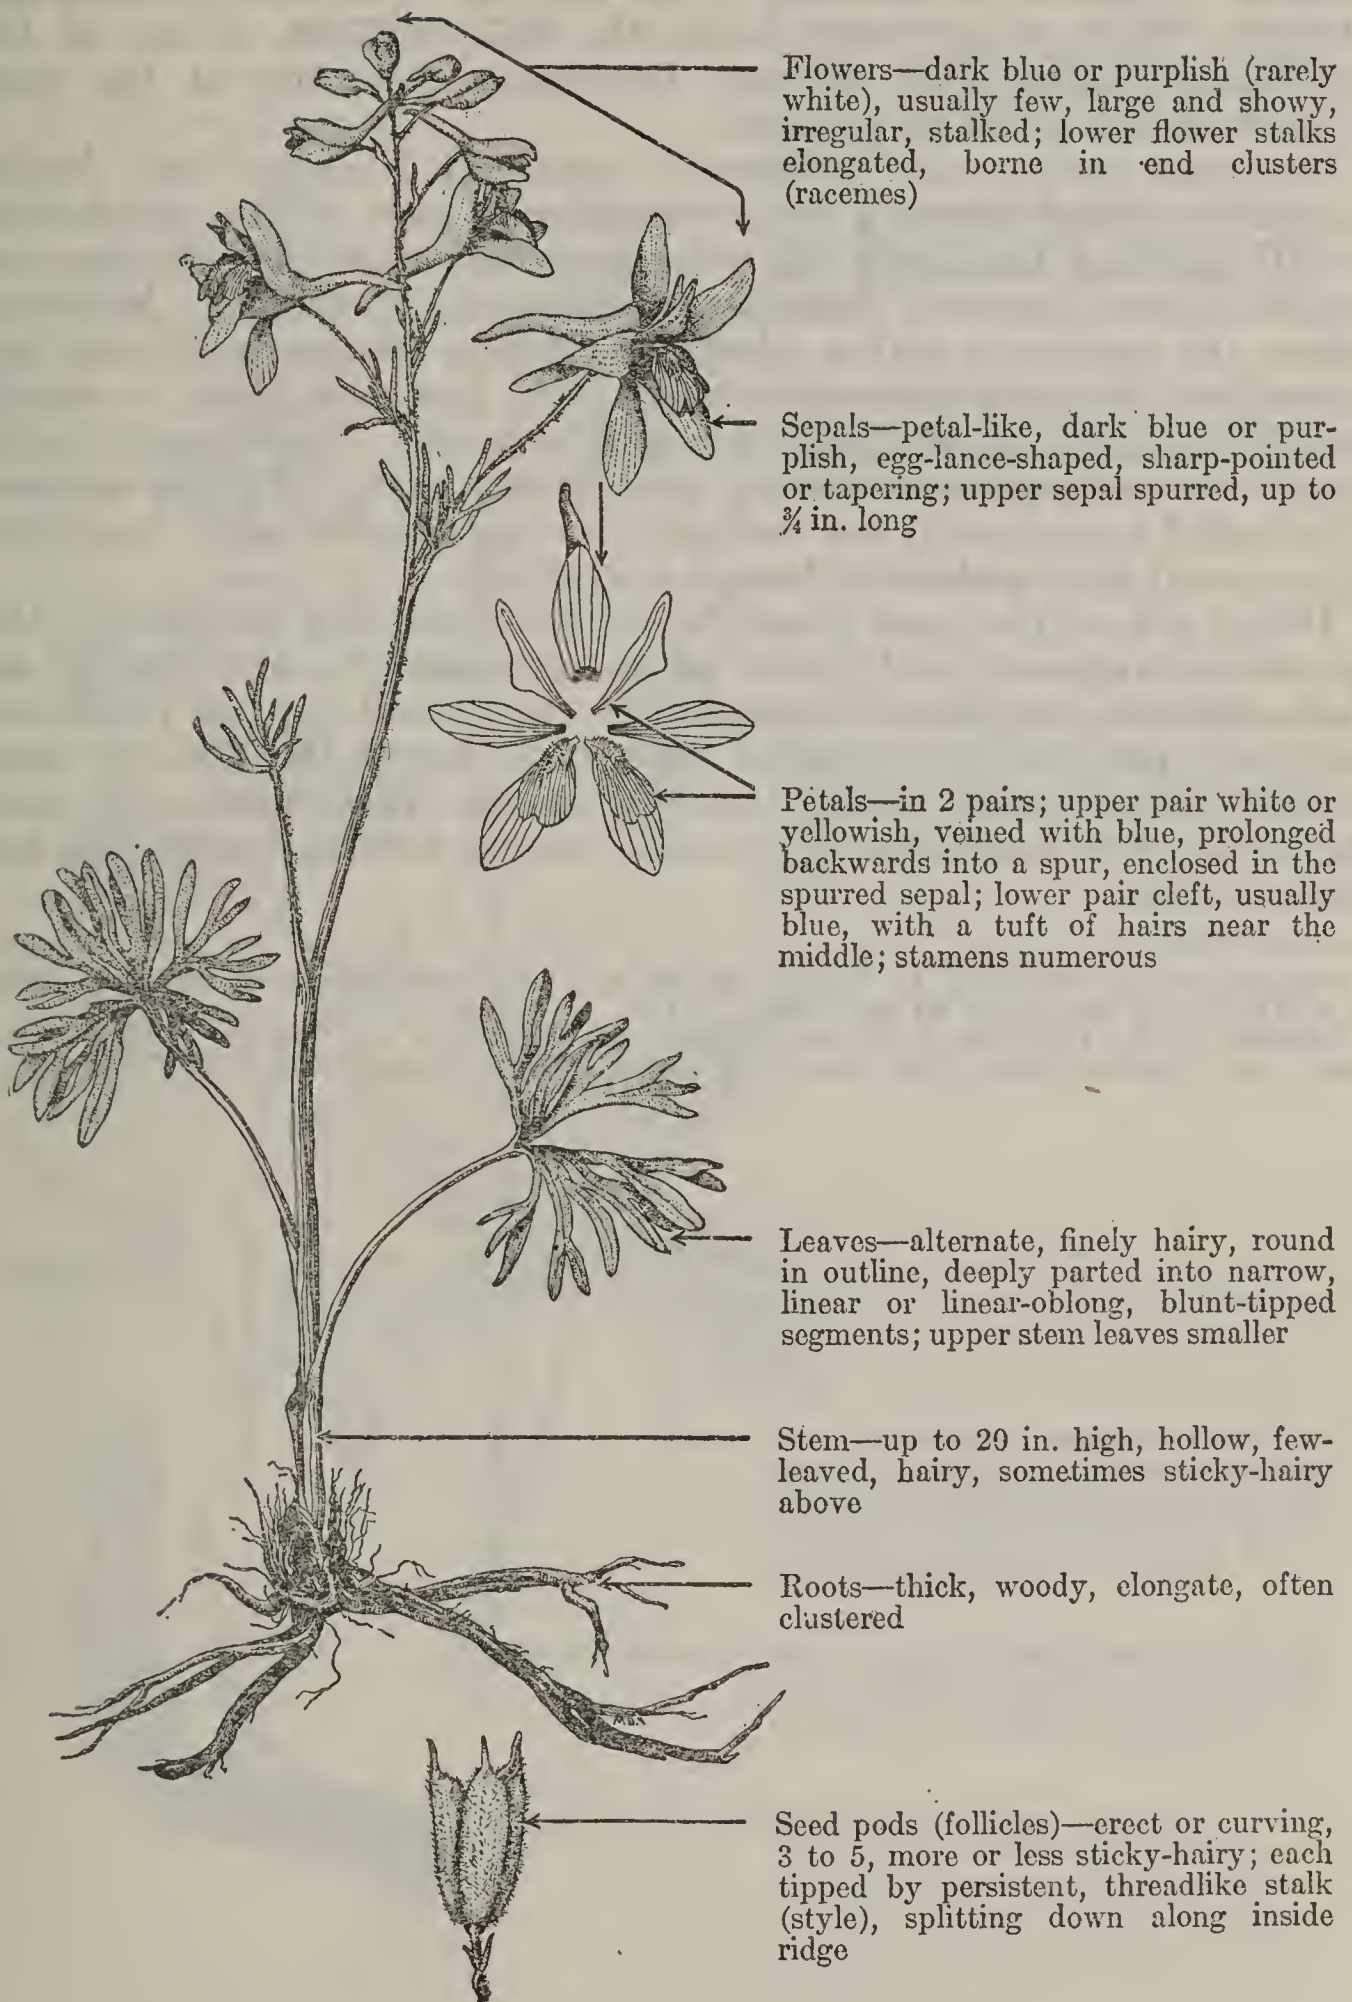 Flowers—dark blue or purplish (rarely
white), usually few, large and showy,
irregular, stalked; lower flower stalks
elongated, borne in end clusters
(racemes)
Sepals—petal-like, dark blue or pur-
plish, egg-lance-shaped, sharp-pointed
or tapering; upper sepal spurred, up to
¾ in. long
Petals—in 2 pairs; upper pair white or
yellowish, veined with blue, prolonged
backwards into a spur, enclosed in the
spurred sepal; lower pair cleft, usually
blue, with a tuft of hairs near the
middle; stamens numerous
Leaves—alternate, finely hairy, round
in outline, deeply parted into narrow,
linear or linear-oblong, blunt-tipped
segments; upper stem leaves smaller
Stem—up to 20 in. high, hollow, few-
leaved, hairy, sometimes sticky-hairy
above
Roots—thick, woody, elongate, often
clustered
Seed pods (follicles)—erect or curving,
3 to 5, more or less sticky-hairy; each
tipped by persistent, threadlike stalk
(style), splitting down along inside
ridge